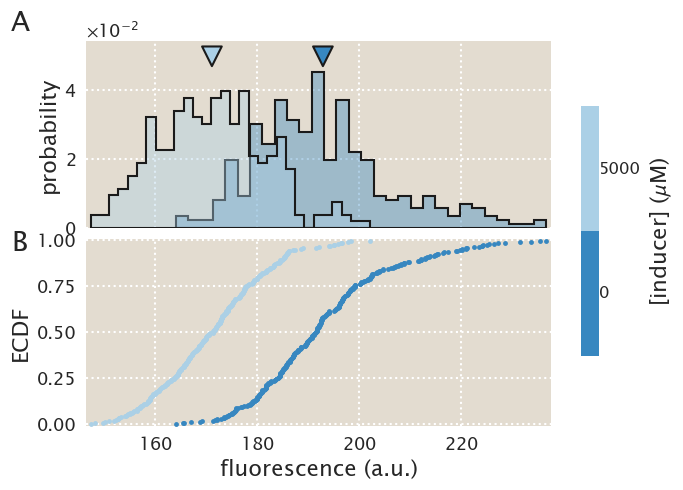 A
×10⁻²
4
2
0
probability
B
1.00
0.75
0.50
0.25
0.00
ECDF
160 180 200 220
fluorescence (a.u.)
5000
0
[inducer] (μM)